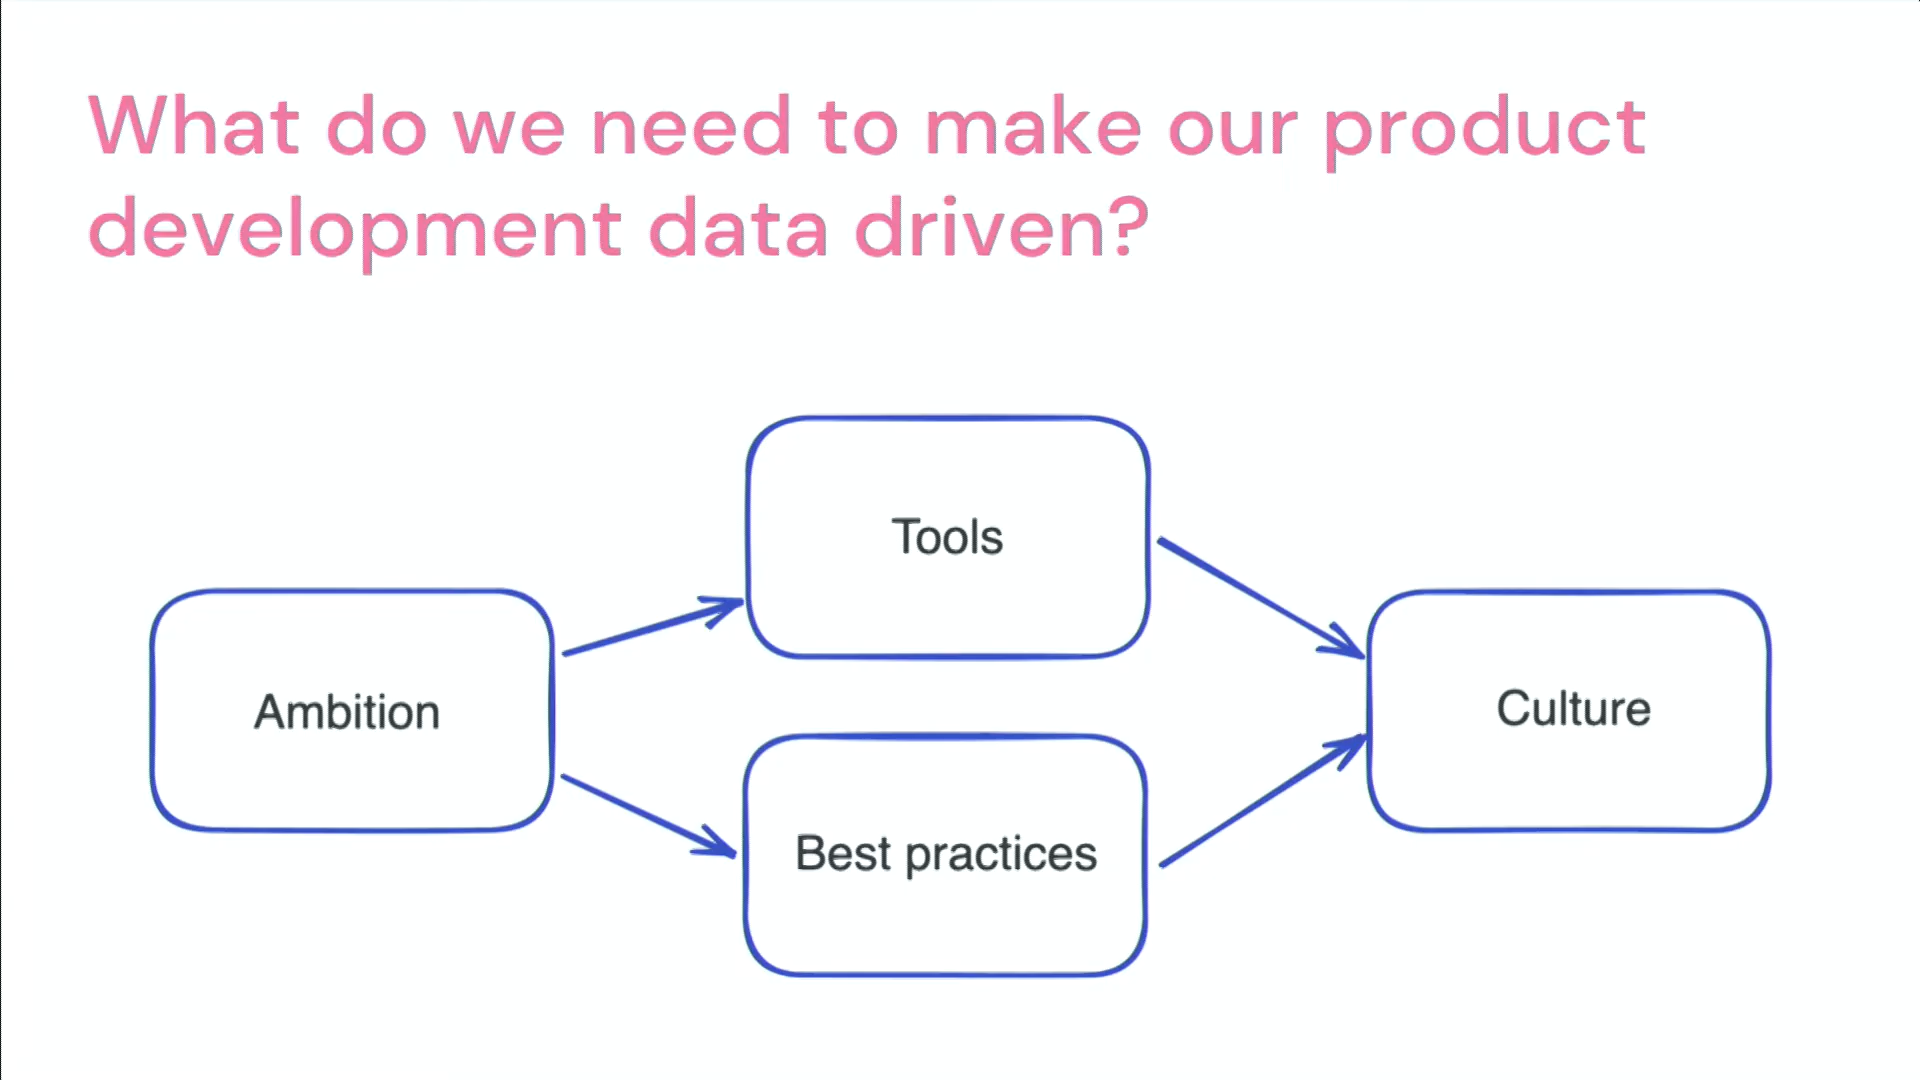 What do we need to make our product
development data driven?
Tools
Ambition
Culture
Best practices